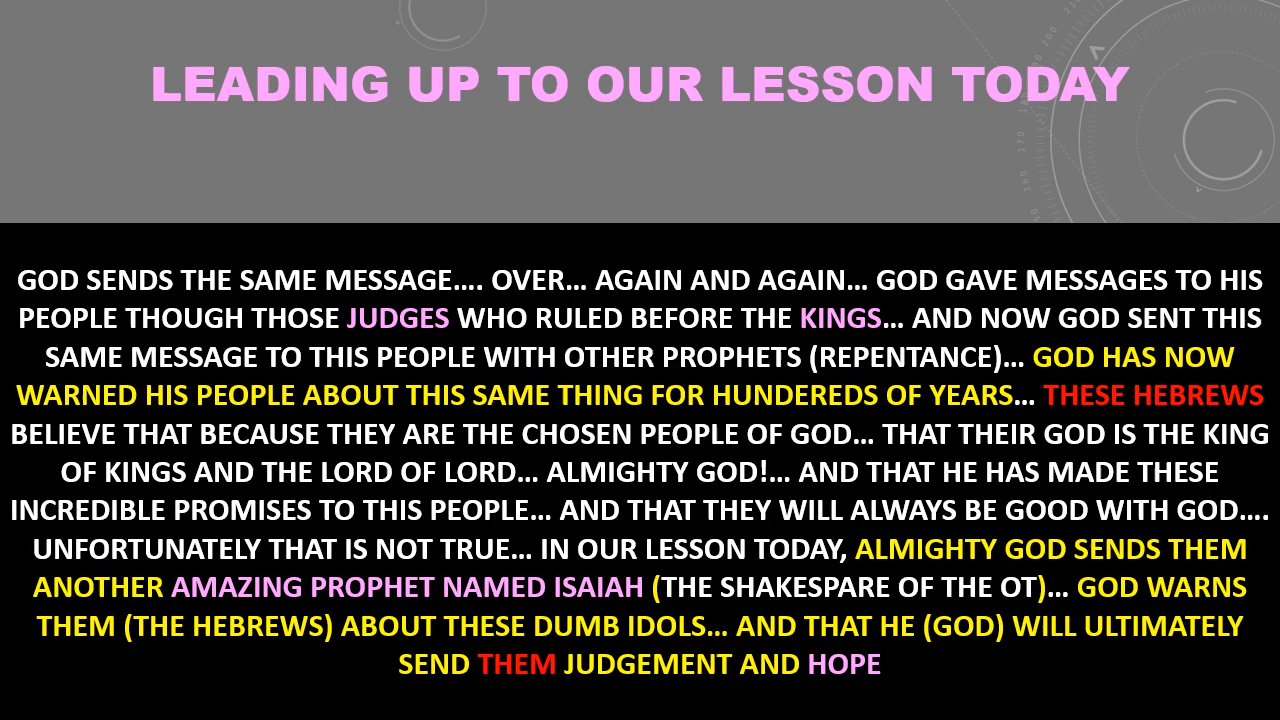 LEADING UP TO OUR LESSON TODAY
GOD SENDS THE SAME MESSAGE.... OVER... AGAIN AND AGAIN... GOD GAVE MESSAGES TO HIS
PEOPLE THOUGH THOSE JUDGES WHO RULED BEFORE THE KINGS... AND NOW GOD SENT THIS
SAME MESSAGE TO THIS PEOPLE WITH OTHER PROPHETS (REPENTANCE)... GOD HAS NOW
WARNED HIS PEOPLE ABOUT THIS SAME THING FOR HUNDEREDS OF YEARS... THESE HEBREWS
BELIEVE THAT BECAUSE THEY ARE THE CHOSEN PEOPLE OF GOD... THAT THEIR GOD IS THE KING
OF KINGS AND THE LORD OF LORD... ALMIGHTY GOD!... AND THAT HE HAS MADE THESE
INCREDIBLE PROMISES TO THIS PEOPLE... AND THAT THEY WILL ALWAYS BE GOOD WITH GOD....
UNFORTUNATELY THAT IS NOT TRUE... IN OUR LESSON TODAY, ALMIGHTY GOD SENDS THEM
ANOTHER AMAZING PROPHET NAMED ISAIAH (THE SHAKESPARE OF THE OT)... GOD WARNS
THEM (THE HEBREWS) ABOUT THESE DUMB IDOLS... AND THAT HE (GOD) WILL ULTIMATELY
SEND THEM JUDGEMENT AND HOPE
200
170
160